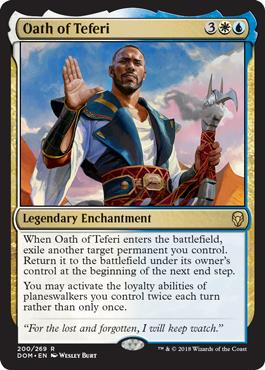 Oath of Teferi 3
Legendary Enchantment
When Oath of Teferi enters the battlefield,
exile another target permanent you control.
Return it to the battlefield under its owner's
control at the beginning of the next end step.
You may activate the loyalty abilities of
planeswalkers you control twice each turn
rather than only once.
"For the lost and forgotten, I will keep watch."
200/269 R
DOM • EN Wesley Burt
™ & © 2018 Wizards of the Coast